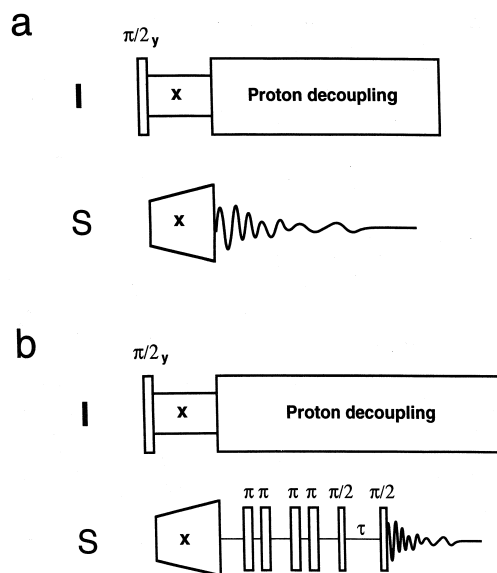 a
π/2y
I
x
Proton decoupling
S
x
b
π/2y
I
x
Proton decoupling
π π π π π/2 π/2
τ
S
x